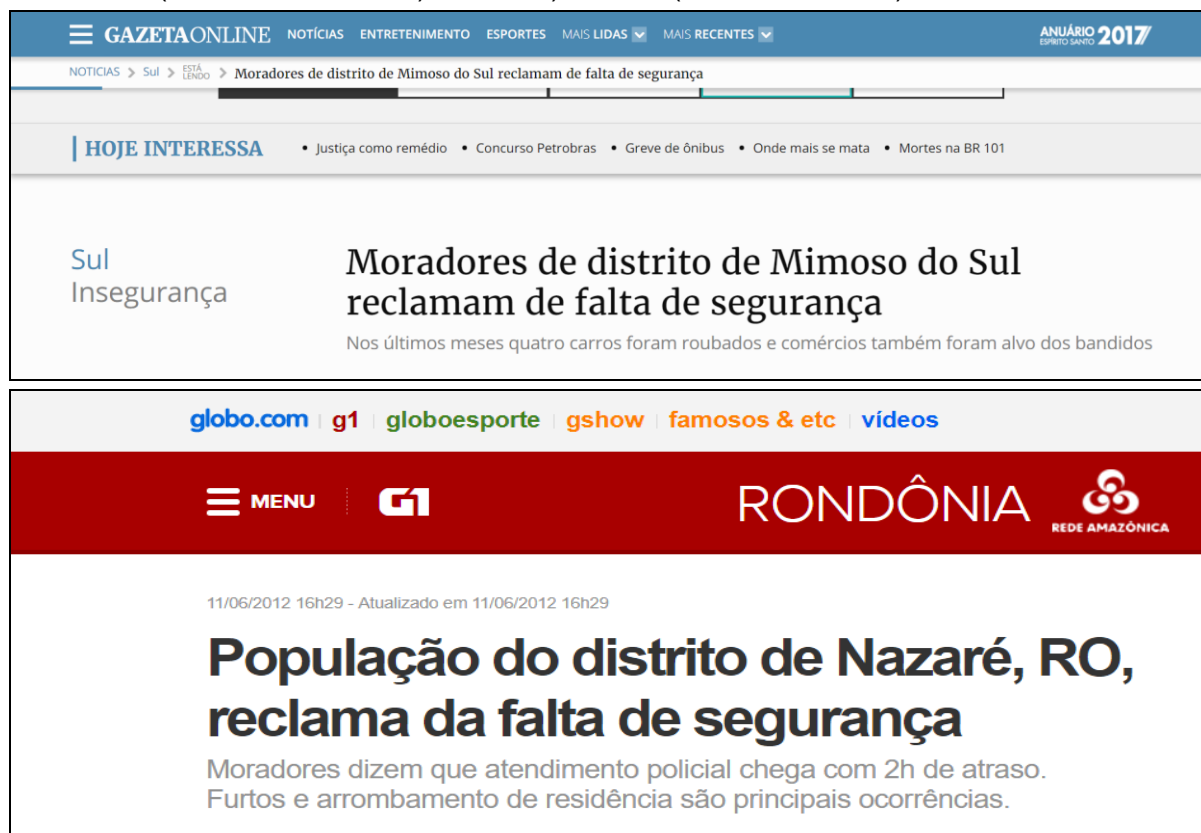 GAZETAONLINE NOTÍCIAS ENTRETENIMENTO ESPORTES MAIS LIDAS MAIS RECENTES ANUÁRIO ESPÍRITO SANTO 2017
NOTICIAS > Sul > ESTÁ LENDO > Moradores de distrito de Mimoso do Sul reclamam de falta de segurança
HOJE INTERESSA • Justiça como remédio • Concurso Petrobras • Greve de ônibus • Onde mais se mata • Mortes na BR 101
Sul
Insegurança
Moradores de distrito de Mimoso do Sul
reclamam de falta de segurança
Nos últimos meses quatro carros foram roubados e comércios também foram alvo dos bandidos
globo.com g1 globoesporte gshow famosos & etc vídeos
MENU G1 RONDÔNIA REDE AMAZÔNICA
11/06/2012 16h29 - Atualizado em 11/06/2012 16h29
População do distrito de Nazaré, RO,
reclama da falta de segurança
Moradores dizem que atendimento policial chega com 2h de atraso.
Furtos e arrombamento de residência são principais ocorrências.